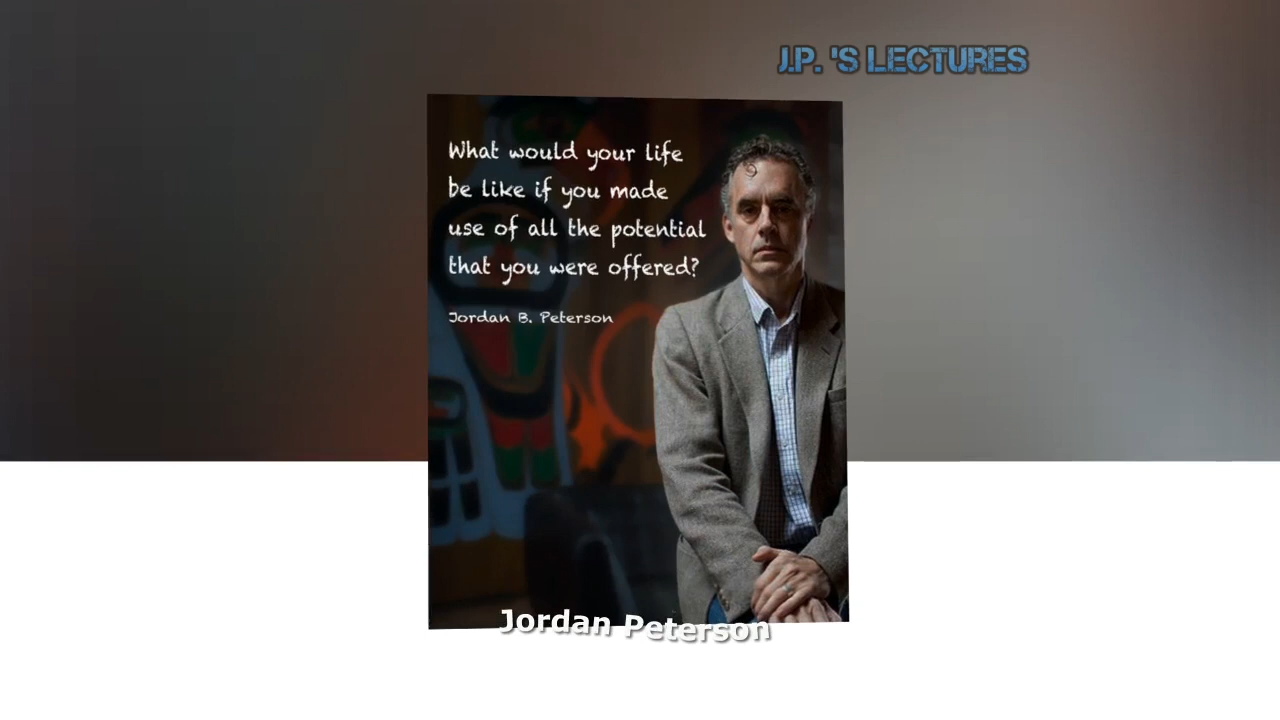 J.P. 'S LECTURES
What would your life
be like if you made
use of all the potential
that you were offered?
Jordan B. Peterson
Jordan Peterson